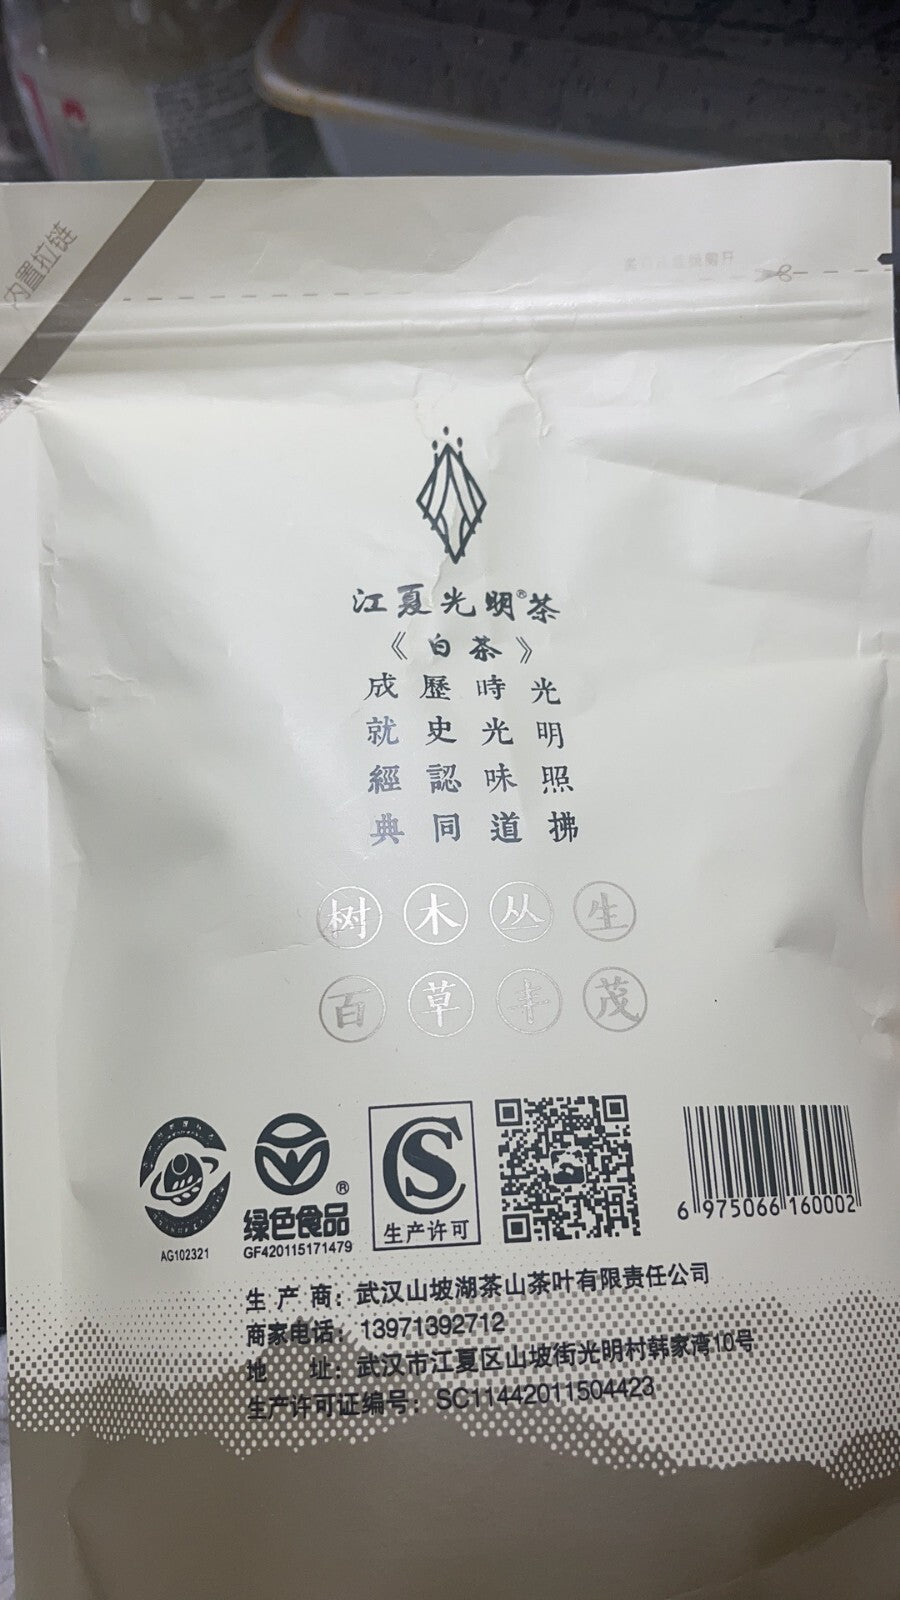 内置拉链
江夏光明®茶
《白茶》
成 歷 時 光
就 史 光 明
經 認 味 照
典 同 道 拂
树 木 丛 生
百 草 丰 茂
AG102321
绿色食品®
GF420115171479
S
生产许可
6 975066 160002
生 产 商：武汉山坡湖茶山茶叶有限责任公司
商家电话：13971392712
地 址：武汉市江夏区山坡街光明村韩家湾10号
生产许可证编号：SC11442011504423